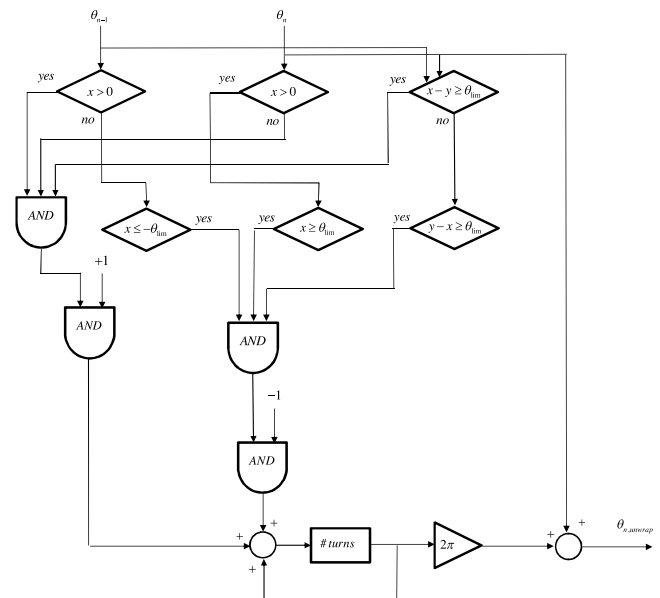 θn−1 θn
yes x > 0 yes x > 0 yes x − y ≥ θlim
no no no
AND x ≤ −θlim yes yes x ≥ θlim yes y − x ≥ θlim
+1
AND AND
−1
AND
+ + θn,unwrap
+ # turns 2π +
+